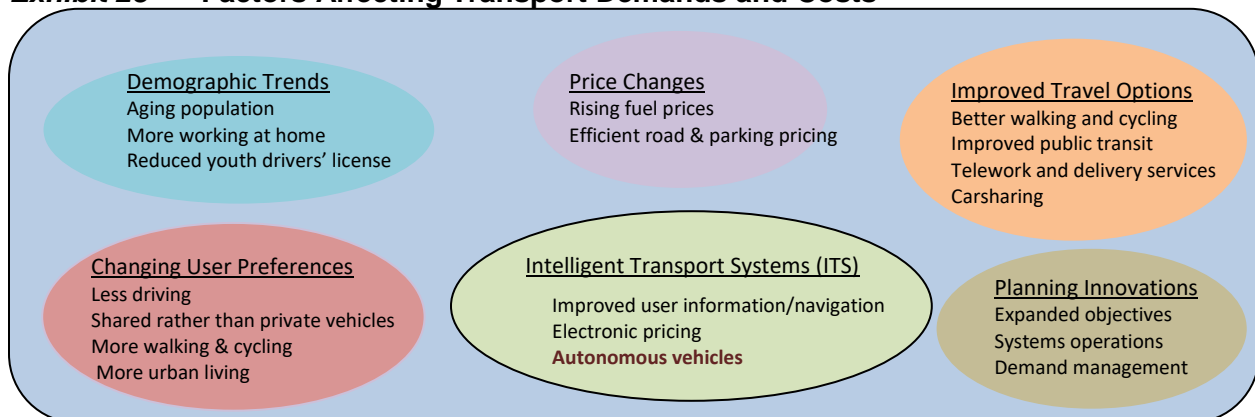 Factors Affecting Transport Demands and Costs
Demographic Trends
Aging population
More working at home
Reduced youth drivers’ license
Price Changes
Rising fuel prices
Efficient road & parking pricing
Improved Travel Options
Better walking and cycling
Improved public transit
Telework and delivery services
Carsharing
Changing User Preferences
Less driving
Shared rather than private vehicles
More walking & cycling
More urban living
Intelligent Transport Systems (ITS)
Improved user information/navigation
Electronic pricing
Autonomous vehicles
Planning Innovations
Expanded objectives
Systems operations
Demand management